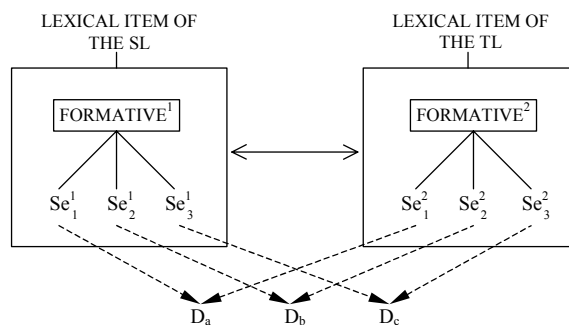 LEXICAL ITEM OF
THE SL
LEXICAL ITEM OF
THE TL
FORMATIVE¹
FORMATIVE²
Se¹₁ Se¹₂ Se¹₃
Se²₁ Se²₂ Se²₃
Dₐ D_b D_c